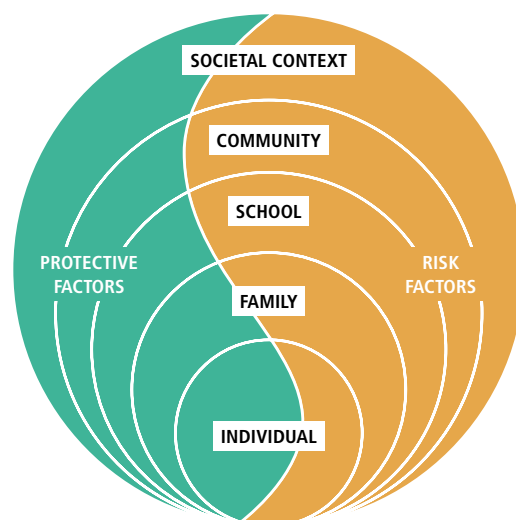 SOCIETAL CONTEXT
COMMUNITY
SCHOOL
PROTECTIVE
FACTORS
RISK
FACTORS
FAMILY
INDIVIDUAL